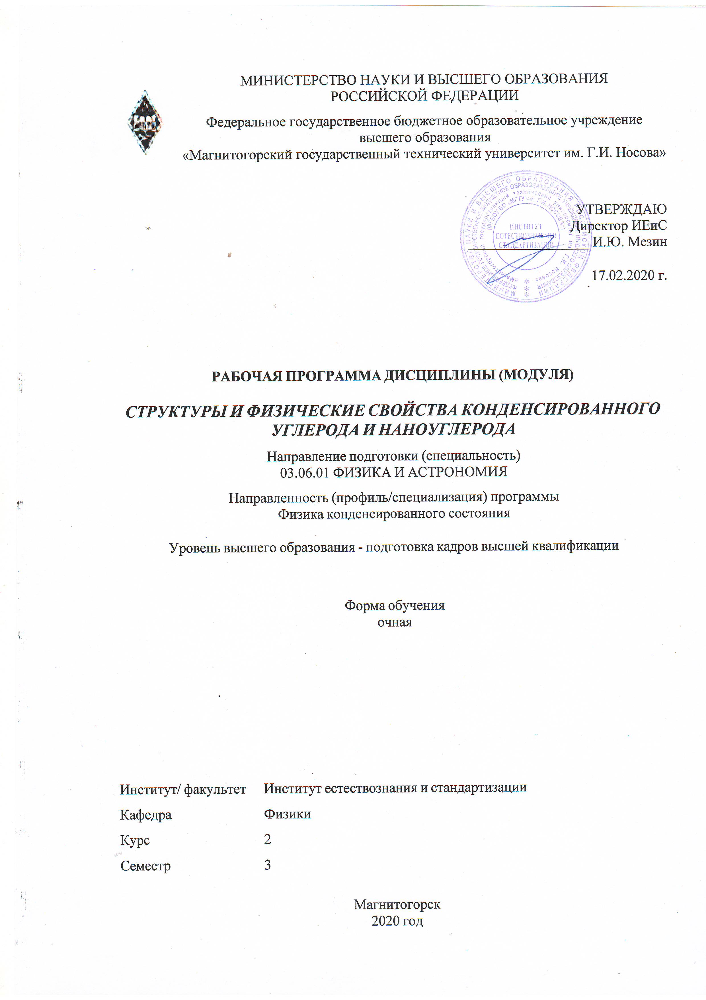 МИНИСТЕРСТВО НАУКИ И ВЫСШЕГО ОБРАЗОВАНИЯ
РОССИЙСКОЙ ФЕДЕРАЦИИ
МГТУ
Федеральное государственное бюджетное образовательное учреждение
высшего образования
«Магнитогорский государственный технический университет им. Г.И. Носова»
МИНИСТЕРСТВО НАУКИ И ВЫСШЕГО ОБРАЗОВАНИЯ РОССИЙСКОЙ ФЕДЕРАЦИИ
ФЕДЕРАЛЬНОЕ ГОСУДАРСТВЕННОЕ БЮДЖЕТНОЕ ОБРАЗОВАТЕЛЬНОЕ УЧРЕЖДЕНИЕ ВЫСШЕГО ОБРАЗОВАНИЯ
«Магнитогорский государственный технический университет им. Г.И. Носова»
(ФГБОУ ВО «МГТУ им. Г.И. НОСОВА»)
ИНСТИТУТ
ЕСТЕСТВОЗНАНИЯ И
СТАНДАРТИЗАЦИИ
УТВЕРЖДАЮ
Директор ИЕиС
И.Ю. Мезин
17.02.2020 г.
РАБОЧАЯ ПРОГРАММА ДИСЦИПЛИНЫ (МОДУЛЯ)
СТРУКТУРЫ И ФИЗИЧЕСКИЕ СВОЙСТВА КОНДЕНСИРОВАННОГО
УГЛЕРОДА И НАНОУГЛЕРОДА
Направление подготовки (специальность)
03.06.01 ФИЗИКА И АСТРОНОМИЯ
Направленность (профиль/специализация) программы
Физика конденсированного состояния
Уровень высшего образования - подготовка кадров высшей квалификации
Форма обучения
очная
Институт/ факультет Институт естествознания и стандартизации
Кафедра Физики
Курс 2
Семестр 3
Магнитогорск
2020 год